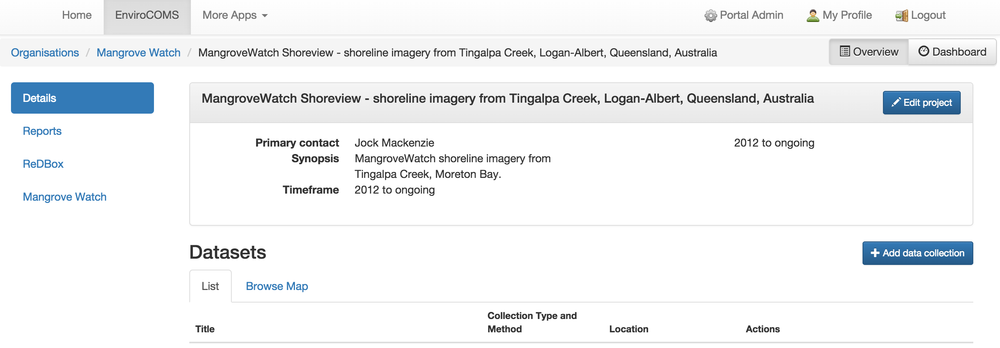 Home EnviroCOMS More Apps Portal Admin My Profile Logout
Organisations / Mangrove Watch / MangroveWatch Shoreview - shoreline imagery from Tingalpa Creek, Logan-Albert, Queensland, Australia Overview Dashboard
Details
Reports
ReDBox
Mangrove Watch
MangroveWatch Shoreview - shoreline imagery from Tingalpa Creek, Logan-Albert, Queensland, Australia Edit project
Primary contact Jock Mackenzie 2012 to ongoing
Synopsis MangroveWatch shoreline imagery from
Tingalpa Creek, Moreton Bay.
Timeframe 2012 to ongoing
Datasets Add data collection
List Browse Map
Title Collection Type and
Method Location Actions